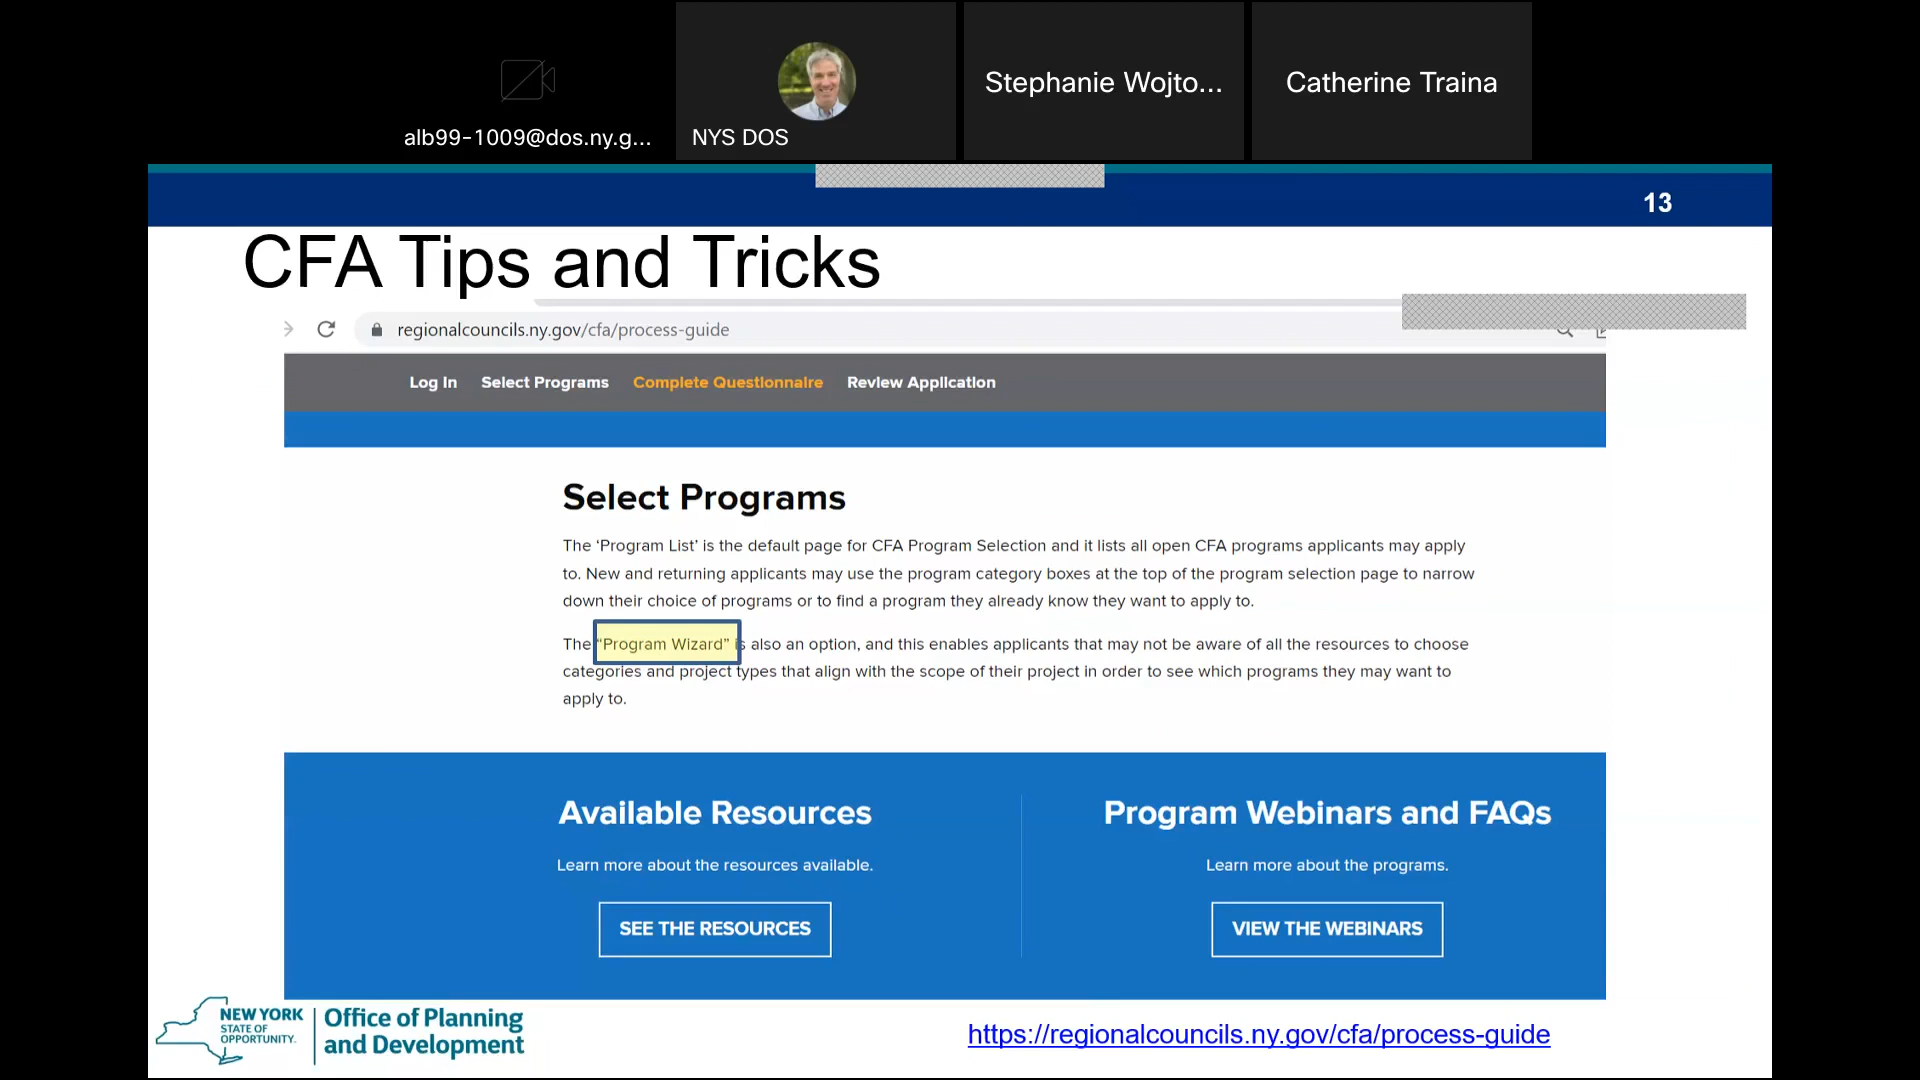 alb99-1009@dos.ny.g...
NYS DOS
Stephanie Wojto...
Catherine Traina
13
CFA Tips and Tricks
regionalcouncils.ny.gov/cfa/process-guide
Log In Select Programs Complete Questionnaire Review Application
Select Programs
The ‘Program List’ is the default page for CFA Program Selection and it lists all open CFA programs applicants may apply
to. New and returning applicants may use the program category boxes at the top of the program selection page to narrow
down their choice of programs or to find a program they already know they want to apply to.
The “Program Wizard” is also an option, and this enables applicants that may not be aware of all the resources to choose
categories and project types that align with the scope of their project in order to see which programs they may want to
apply to.
Available Resources
Learn more about the resources available.
SEE THE RESOURCES
Program Webinars and FAQs
Learn more about the programs.
VIEW THE WEBINARS
NEW YORK
STATE OF
OPPORTUNITY.
Office of Planning
and Development
https://regionalcouncils.ny.gov/cfa/process-guide